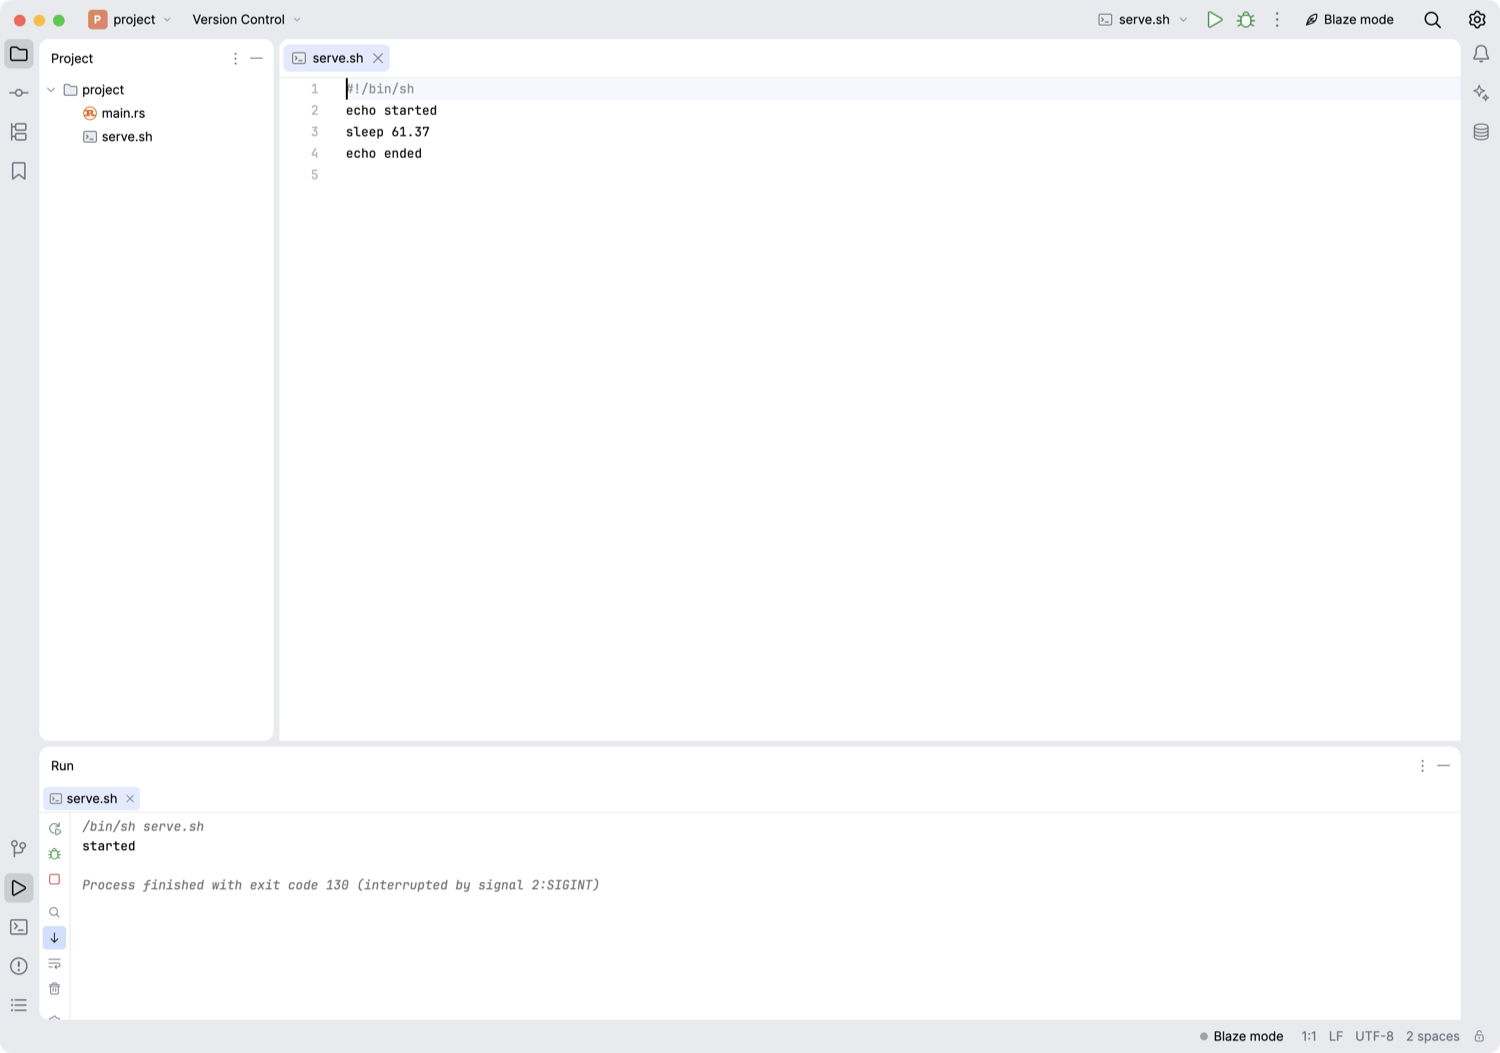 P project Version Control serve.sh Blaze mode
Project
serve.sh
project
main.rs
serve.sh
1 #!/bin/sh
2 echo started
3 sleep 61.37
4 echo ended
5
Run
serve.sh
/bin/sh serve.sh
started
Process finished with exit code 130 (interrupted by signal 2:SIGINT)
Blaze mode 1:1 LF UTF-8 2 spaces